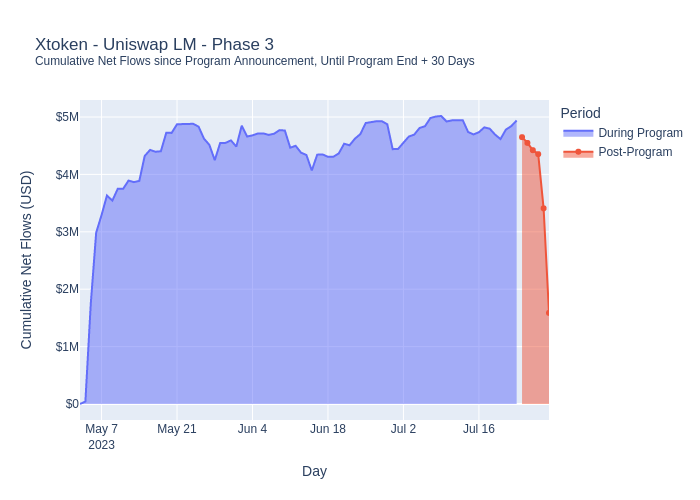 Xtoken - Uniswap LM - Phase 3
Cumulative Net Flows since Program Announcement, Until Program End + 30 Days
Period
During Program
Post-Program
Cumulative Net Flows (USD)
$5M
$4M
$3M
$2M
$1M
$0
May 7
2023
May 21
Jun 4
Jun 18
Jul 2
Jul 16
Day